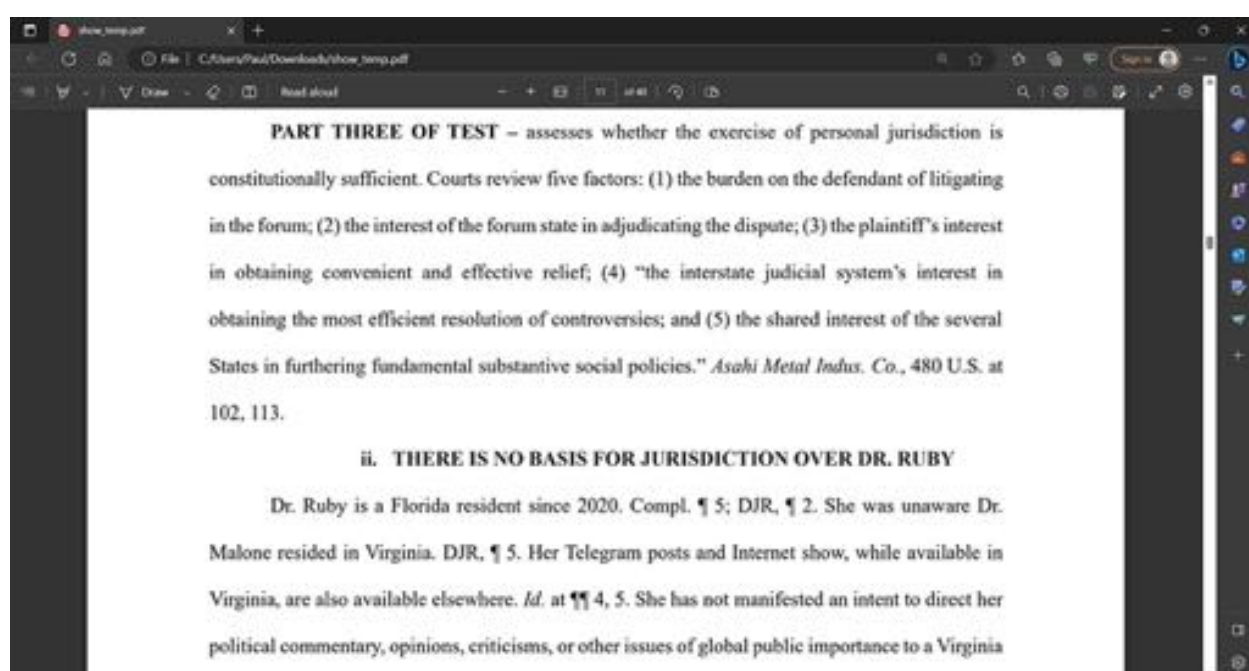 show_temp.pdf
File | C:/Users/Paul/Downloads/show_temp.pdf
Draw Read aloud 11 of 40
PART THREE OF TEST – assesses whether the exercise of personal jurisdiction is
constitutionally sufficient. Courts review five factors: (1) the burden on the defendant of litigating
in the forum; (2) the interest of the forum state in adjudicating the dispute; (3) the plaintiff's interest
in obtaining convenient and effective relief; (4) “the interstate judicial system's interest in
obtaining the most efficient resolution of controversies; and (5) the shared interest of the several
States in furthering fundamental substantive social policies.” Asahi Metal Indus. Co., 480 U.S. at
102, 113.
ii. THERE IS NO BASIS FOR JURISDICTION OVER DR. RUBY
Dr. Ruby is a Florida resident since 2020. Compl. ¶ 5; DJR, ¶ 2. She was unaware Dr.
Malone resided in Virginia. DJR, ¶ 5. Her Telegram posts and Internet show, while available in
Virginia, are also available elsewhere. Id. at ¶¶ 4, 5. She has not manifested an intent to direct her
political commentary, opinions, criticisms, or other issues of global public importance to a Virginia